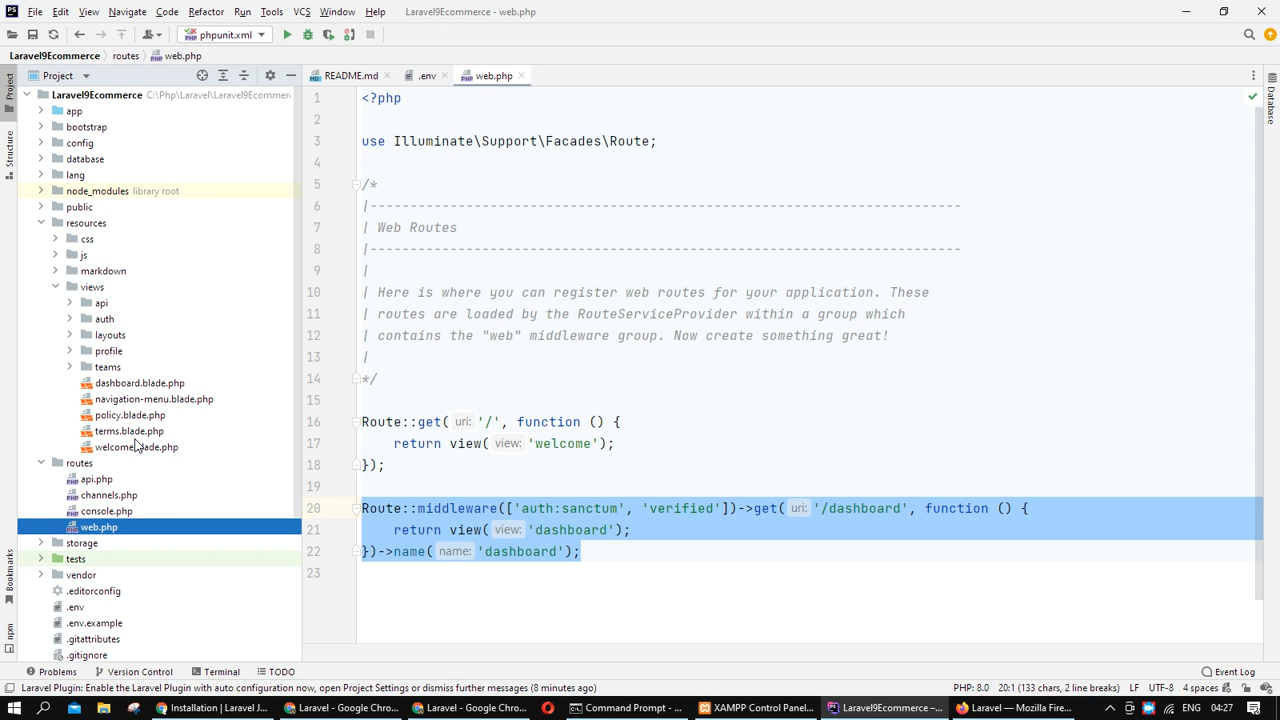 File Edit View Navigate Code Refactor Run Tools VCS Window Help Laravel9Ecommerce - web.php
phpunit.xml
Laravel9Ecommerce routes web.php
Project README.md .env web.php
Laravel9Ecommerce C:\Php\Laravel\Laravel9Ecommer
app
bootstrap
config
database
lang
node_modules library root
public
resources
css
js
markdown
views
api
auth
layouts
profile
teams
dashboard.blade.php
navigation-menu.blade.php
policy.blade.php
terms.blade.php
welcome.blade.php
routes
api.php
channels.php
console.php
web.php
storage
tests
vendor
.editorconfig
.env
.env.example
.gitattributes
.gitignore
Project
Structure
Bookmarks
npm
1 <?php
2
3 use Illuminate\Support\Facades\Route;
4
5 /*
6 |--------------------------------------------------------------------------
7 | Web Routes
8 |--------------------------------------------------------------------------
9 |
10 | Here is where you can register web routes for your application. These
11 | routes are loaded by the RouteServiceProvider within a group which
12 | contains the "web" middleware group. Now create something great!
13 |
14 */
15
16 Route::get( uri: '/', function () {
17 return view( view: 'welcome');
18 });
19
20 Route::middleware(['auth:sanctum', 'verified'])->get( uri: '/dashboard', function () {
21 return view( view: 'dashboard');
22 })->name( name: 'dashboard');
23
Database
Problems Version Control Terminal TODO Event Log
Laravel Plugin: Enable the Laravel Plugin with auto configuration now, open Project Settings or dismiss further messages (8 minutes ago) PHP: 8.0 20:1 (133 chars, 2 line breaks) LF UTF-8 4 spaces
Installation | Laravel J... Laravel - Google Chro... Laravel - Google Chro... Command Prompt - ... XAMPP Control Panel... Laravel9Ecommerce –... Laravel — Mozilla Fire... ENG 04:27